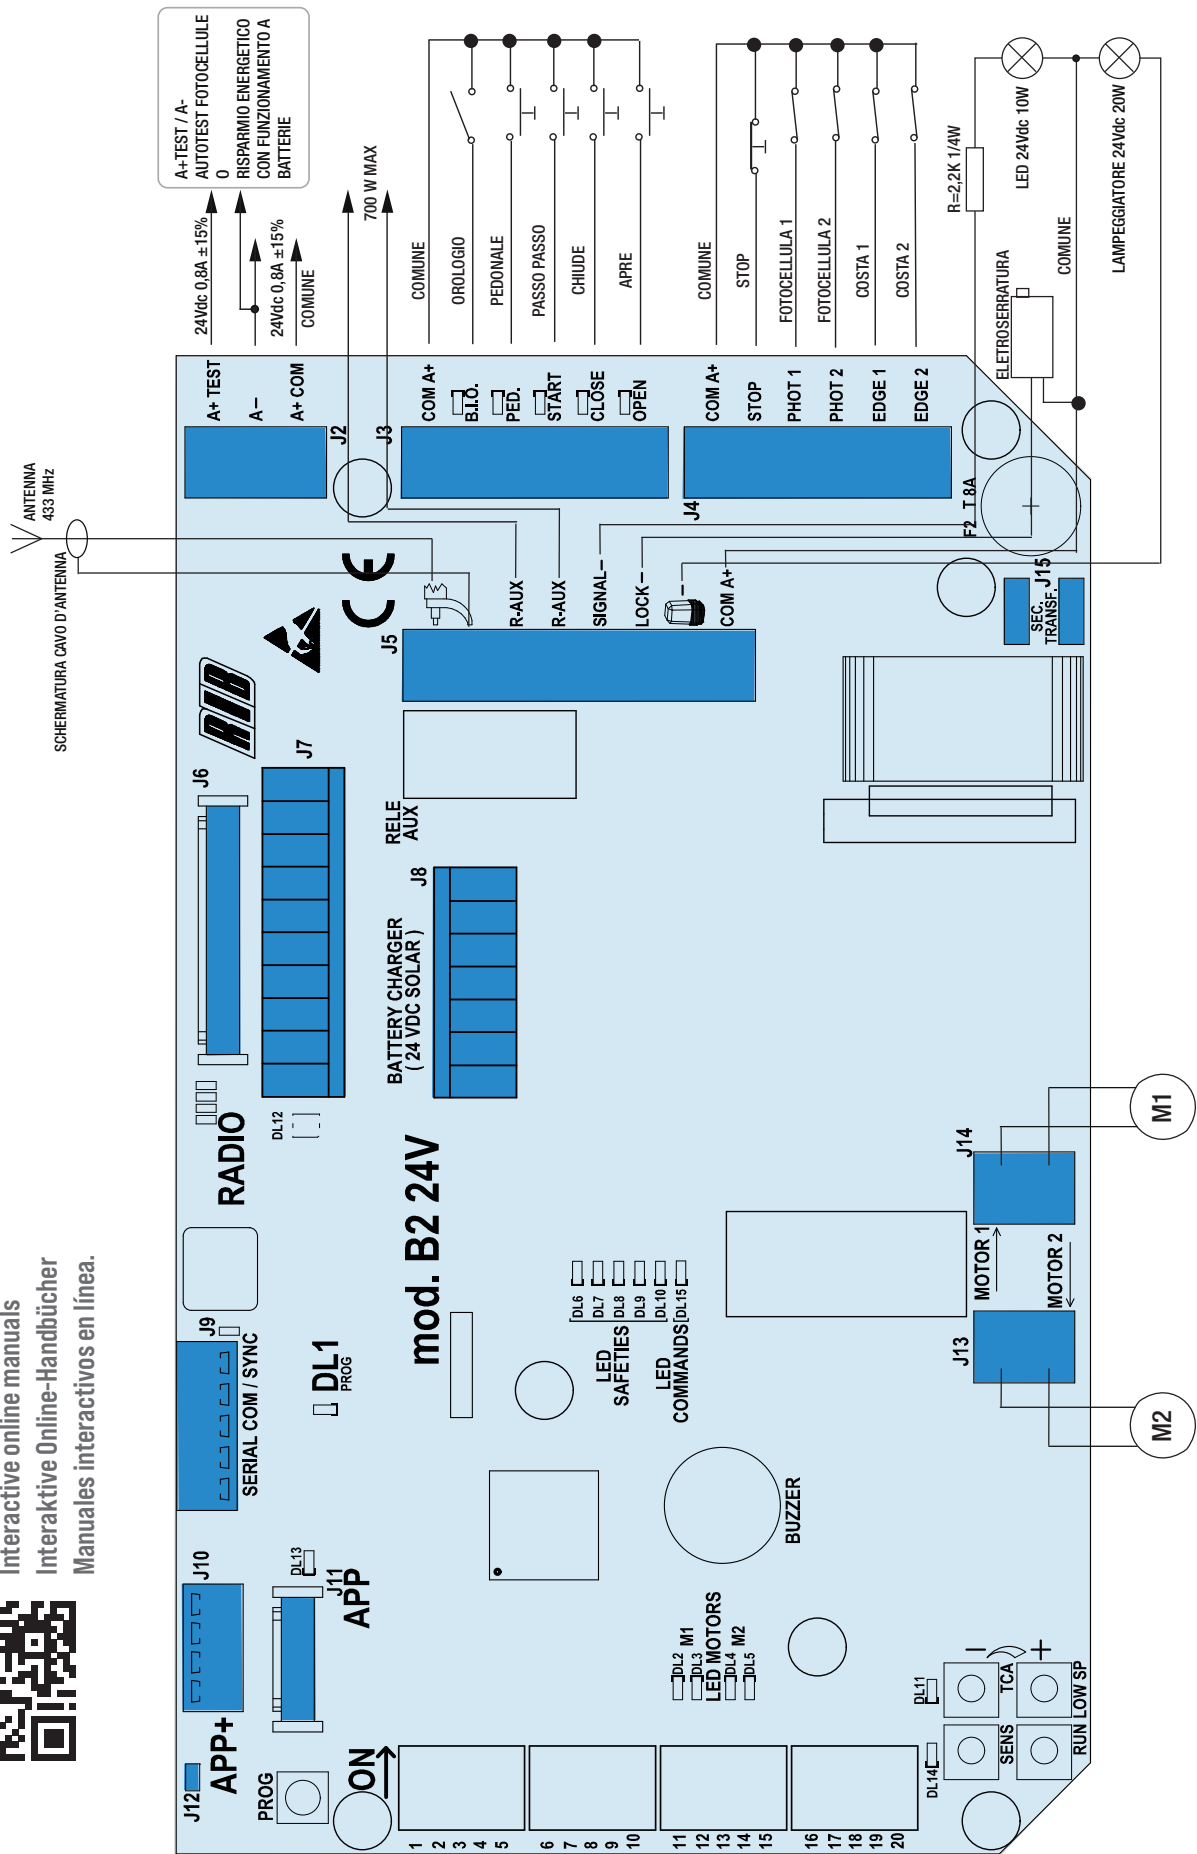 Interactive online manuals
Interaktive Online-Handbücher
Manuales interactivos en línea.
ANTENNA
433 MHz
SCHERMATURA CAVO D'ANTENNA
A+TEST / A-
AUTOTEST FOTOCELLULE
O
RISPARMIO ENERGETICO
CON FUNZIONAMENTO A
BATTERIE
24Vdc 0,8A ±15%
24Vdc 0,8A ±15%
COMUNE
700 W MAX
COMUNE
OROLOGIO
PEDONALE
PASSO PASSO
CHIUDE
APRE
COMUNE
STOP
FOTOCELLULA 1
FOTOCELLULA 2
COSTA 1
COSTA 2
R=2,2K 1/4W
LED 24Vdc 10W
ELETROSERRATURA
COMUNE
LAMPEGGIATORE 24Vdc 20W
A+ TEST
A –
A+ COM
J2
J3
COM A+
B.I.O.
PED.
START
CLOSE
OPEN
J4
COM A+
STOP
PHOT 1
PHOT 2
EDGE 1
EDGE 2
F2 T 8A
J5
R-AUX
R-AUX
SIGNAL–
LOCK–
–
COM A+
J15
SEC.
TRANSF.
CE
RIB
J6
J7
RELE
AUX
J8
BATTERY CHARGER
( 24 VDC SOLAR )
RADIO
DL12
J9
SERIAL COM / SYNC
DL1
PROG
mod. B2 24V
DL6
DL7
DL8
DL9
DL10
DL15
LED
SAFETIES
LED
COMMANDS
MOTOR 1
J14
M1
MOTOR 2
J13
M2
BUZZER
J10
APP+
J12
DL13
J11
APP
PROG
ON
DL2
DL3
M1
LED MOTORS
DL4
DL5
M2
DL11
DL14
TCA
SENS
– +
RUN LOW SP
1
2
3
4
5
6
7
8
9
10
11
12
13
14
15
16
17
18
19
20